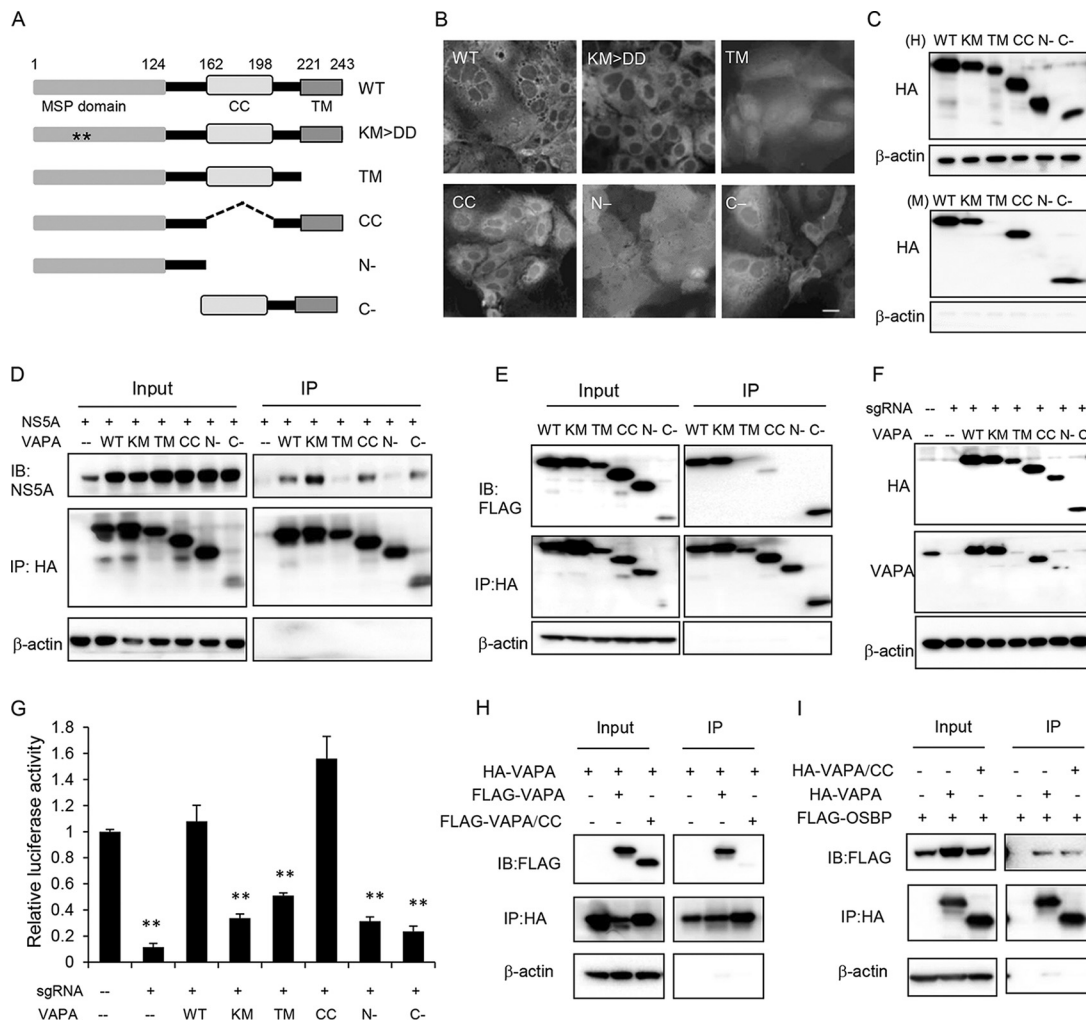 A
1 124 162 198 221 243
WT
MSP domain CC TM
**
KM>DD
TM
CC
N-
C-
B
WT KM>DD TM
CC N– C–
C
(H) WT KM TM CC N- C-
HA
β-actin
(M) WT KM TM CC N- C-
HA
β-actin
D
Input IP
NS5A + + + + + + + + + + + + + +
VAPA -- WT KM TM CC N- C- -- WT KM TM CC N- C-
IB:
NS5A
IP: HA
β-actin
E
Input IP
WT KM TM CC N- C- WT KM TM CC N- C-
IB:
FLAG
IP:HA
β-actin
F
sgRNA -- + + + + + + +
VAPA -- -- WT KM TM CC N- C
HA
VAPA
β-actin
G
Relative luciferase activity
1.8
1.6
1.4
1.2
1
0.8
0.6
0.4
0.2
0
** ** ** ** **
sgRNA -- + + + + + + +
VAPA -- -- WT KM TM CC N- C-
H
Input IP
HA-VAPA + + + + + +
FLAG-VAPA - + - - + -
FLAG-VAPA/CC - - + - - +
IB:FLAG
IP:HA
β-actin
I
Input IP
HA-VAPA/CC - - + - - +
HA-VAPA - + - - + -
FLAG-OSBP + + + + + +
IB:FLAG
IP:HA
β-actin